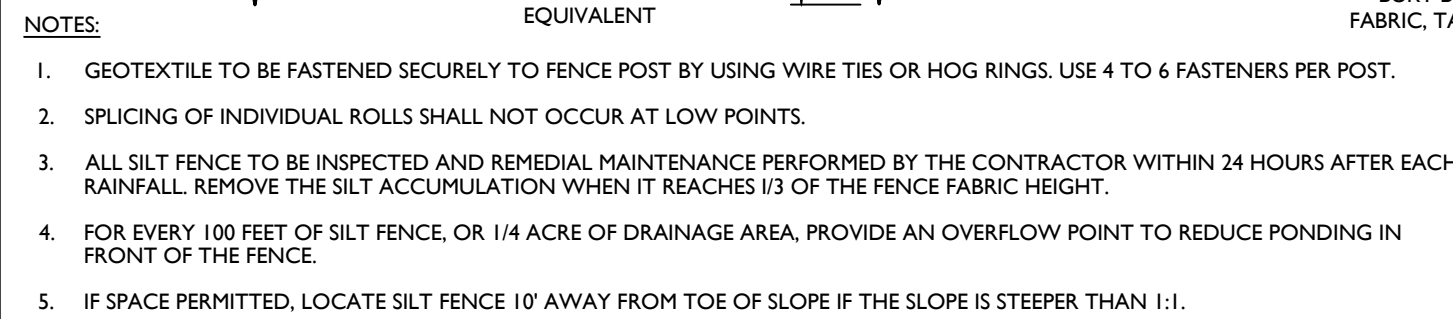 EQUIVALENT
FABRIC, TA
NOTES:
1. GEOTEXTILE TO BE FASTENED SECURELY TO FENCE POST BY USING WIRE TIES OR HOG RINGS. USE 4 TO 6 FASTENERS PER POST.
2. SPLICING OF INDIVIDUAL ROLLS SHALL NOT OCCUR AT LOW POINTS.
3. ALL SILT FENCE TO BE INSPECTED AND REMEDIAL MAINTENANCE PERFORMED BY THE CONTRACTOR WITHIN 24 HOURS AFTER EACH
RAINFALL. REMOVE THE SILT ACCUMULATION WHEN IT REACHES 1/3 OF THE FENCE FABRIC HEIGHT.
4. FOR EVERY 100 FEET OF SILT FENCE, OR 1/4 ACRE OF DRAINAGE AREA, PROVIDE AN OVERFLOW POINT TO REDUCE PONDING IN
FRONT OF THE FENCE.
5. IF SPACE PERMITTED, LOCATE SILT FENCE 10' AWAY FROM TOE OF SLOPE IF THE SLOPE IS STEEPER THAN 1:1.